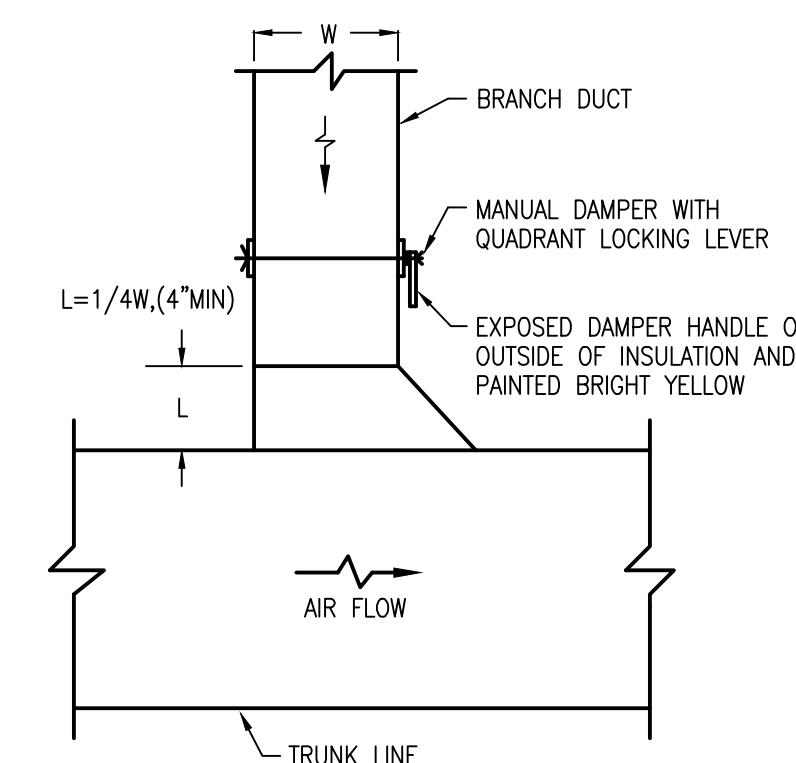 W
BRANCH DUCT
MANUAL DAMPER WITH
QUADRANT LOCKING LEVER
L=1/4W,(4"MIN)
EXPOSED DAMPER HANDLE O
OUTSIDE OF INSULATION AND
PAINTED BRIGHT YELLOW
L
AIR FLOW
TRUNK LINE